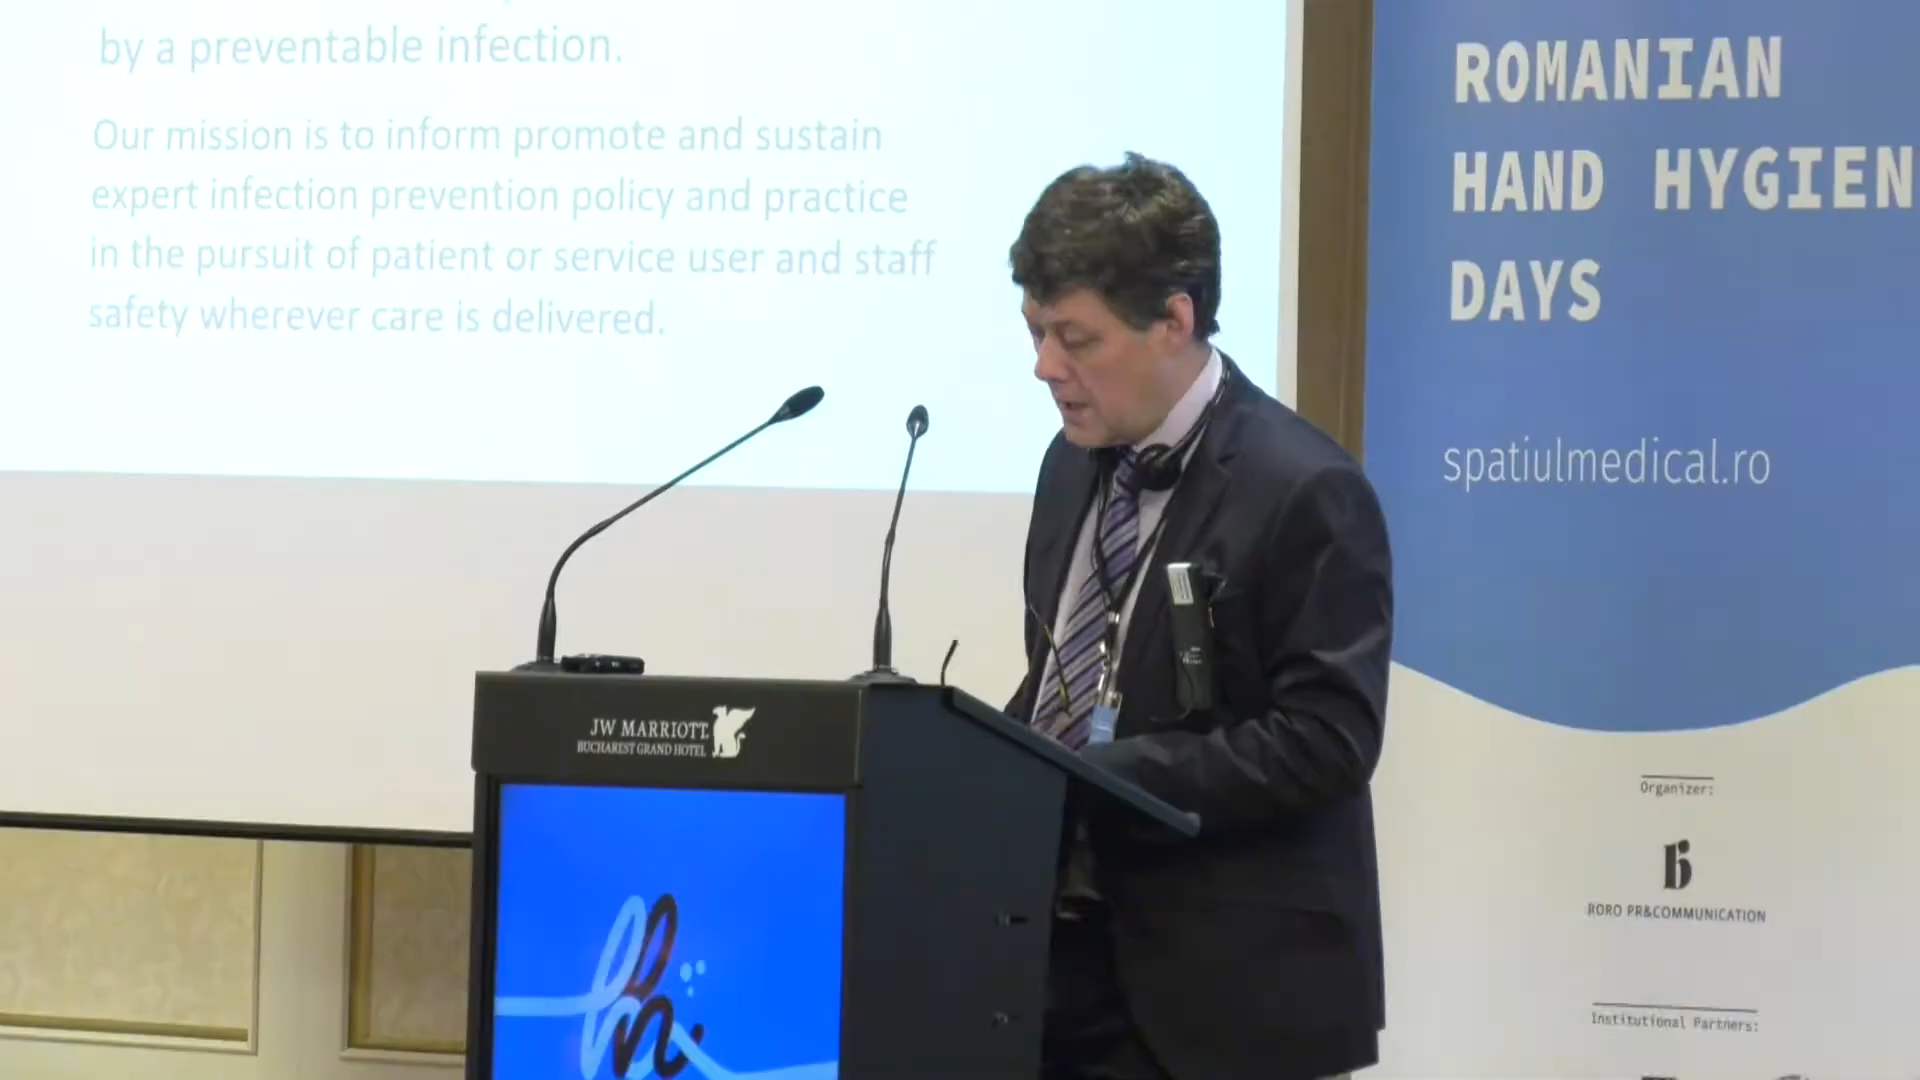 by a preventable infection.
Our mission is to inform promote and sustain
expert infection prevention policy and practice
in the pursuit of patient or service user and staff
safety wherever care is delivered.
JW MARRIOTT
BUCHAREST GRAND HOTEL
ROMANIAN
HAND HYGIEN
DAYS
spatiulmedical.ro
Organizer:
RORO PR&COMMUNICATION
Institutional Partners: